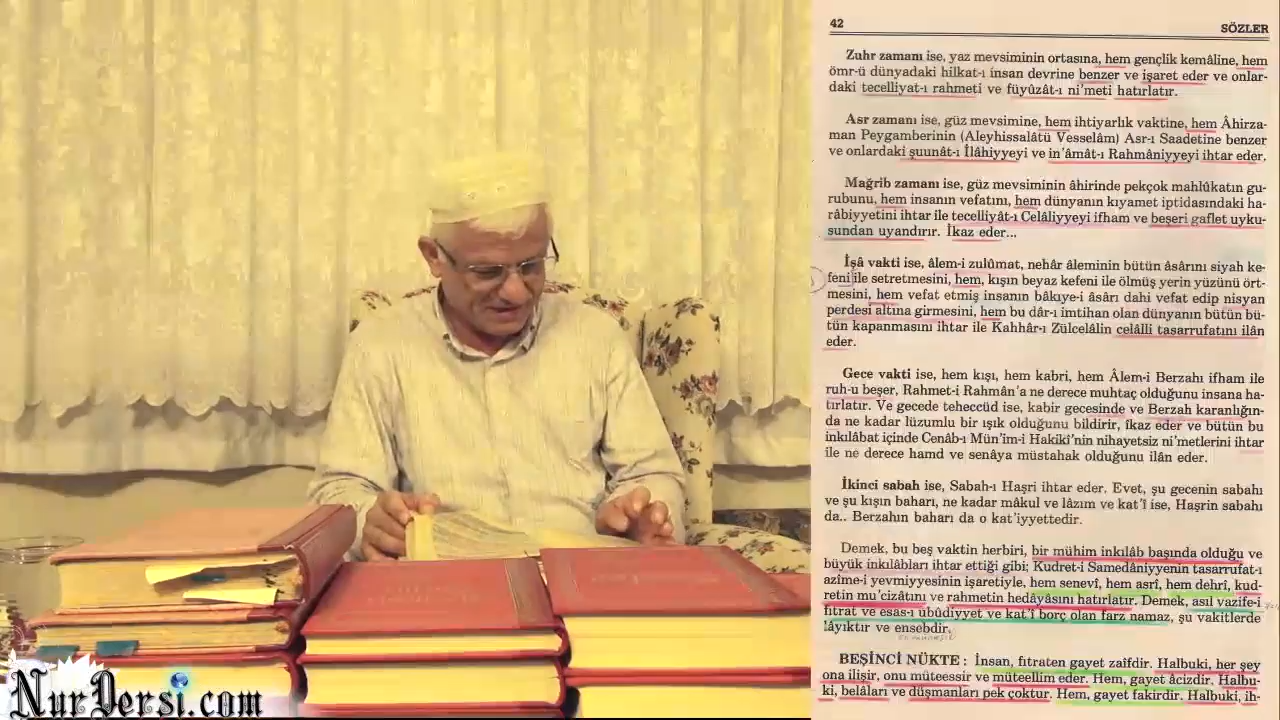 42
SÖZLER
Zuhr zamanı ise, yaz mevsiminin ortasına, hem gençlik kemâline, hem
ömr-ü dünyadaki hilkat-ı insan devrine benzer ve işaret eder ve onlar-
daki tecelliyat-ı rahmeti ve füyûzât-ı ni'meti hatırlatır.
Asr zamanı ise, güz mevsimine, hem ihtiyarlık vaktine, hem Âhirza-
man Peygamberinin (Aleyhissalâtü Vesselâm) Asr-ı Saadetine benzer
ve onlardaki şuunât-ı İlâhiyyeyi ve in'âmât-ı Rahmâniyyeyi ihtar eder.
Mağrib zamanı ise, güz mevsiminin âhirinde pekçok mahlûkatın gu-
rubunu, hem insanın vefatını, hem dünyanın kıyamet iptidasındaki ha-
râbiyyetini ihtar ile tecelliyât-ı Celâliyyeyi ifham ve beşeri gaflet uyku-
sundan uyandırır. İkaz eder...
İşâ vakti ise, âlem-i zulûmat, nehâr âleminin bütün âsârını siyah ke-
feni ile setretmesini, hem, kışın beyaz kefeni ile ölmüş yerin yüzünü ört-
mesini, hem vefat etmiş insanın bâkıye-i âsârı dahi vefat edip nisyan
perdesi altına girmesini, hem bu dâr-ı imtihan olan dünyanın bütün bü-
tün kapanmasını ihtar ile Kahhâr-ı Zülcelâlin celâlli tasarrufatını ilân
eder.
Gece vakti ise, hem kışı, hem kabri, hem Âlem-i Berzahı ifham ile
ruh-u beşer, Rahmet-i Rahmân'a ne derece muhtaç olduğunu insana ha-
tırlatır. Ve gecede teheccüd ise, kabir gecesinde ve Berzah karanlığın-
da ne kadar lüzumlu bir ışık olduğunu bildirir, ikaz eder ve bütün bu
inkılâbat içinde Cenâb-ı Mün'im-i Hakikî'nin nihayetsiz ni'metlerini ihtar
ile ne derece hamd ve senâya müstahak olduğunu ilân eder.
İkinci sabah ise, Sabah-ı Haşri ihtar eder. Evet, şu gecenin sabahı
ve şu kışın baharı, ne kadar mâkul ve lâzım ve kat'î ise, Haşrin sabahı
da.. Berzahın baharı da o kat'iyyettedir.
Demek, bu beş vaktin herbiri, bir mühim inkılâb başında olduğu ve
büyük inkılâbları ihtar ettiği gibi; Kudret-i Samedâniyyenin tasarrufat-ı
azîme-i yevmiyyesinin işaretiyle, hem senevî, hem asrî, hem dehrî, kud-
retin mu'cizâtını ve rahmetin hedâyâsını hatırlatır. Demek, asıl vazife-i
fıtrat ve esas-ı übûdiyyet ve kat'î borç olan farz namaz, şu vakitlerde
lâyıktır ve ensebdir.
BEŞİNCİ NÜKTE : İnsan, fıtraten gayet zaîfdir. Halbuki, her şey
ona ilişir, onu müteessir ve müteellim eder. Hem, gayet âcizdir. Halbu-
ki, belâları ve düşmanları pek çoktur. Hem, gayet fakirdir. Halbuki, ih-
NurDersi.com